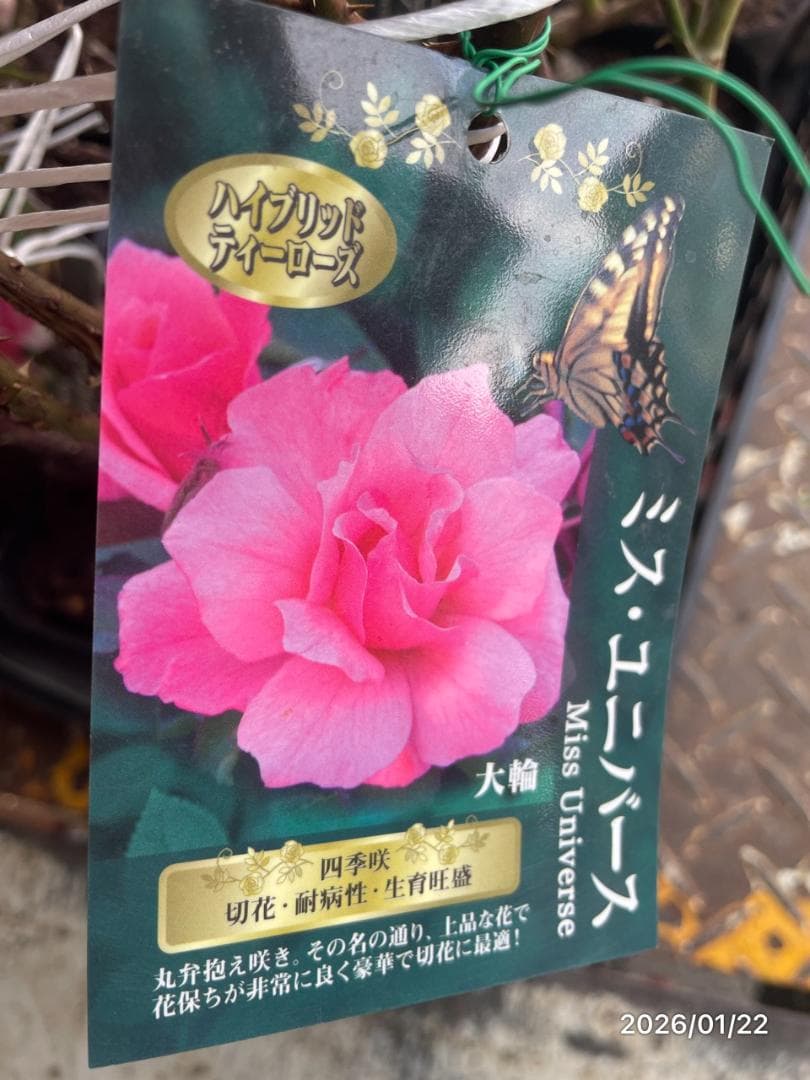 ハイブリッド
ティーローズ
ミス・ユニバース
Miss Universe
大輪
四季咲
切花・耐病性・生育旺盛
丸弁抱え咲き。その名の通り、上品な花で
花保ちが非常に良く豪華で切花に最適！
2026/01/22